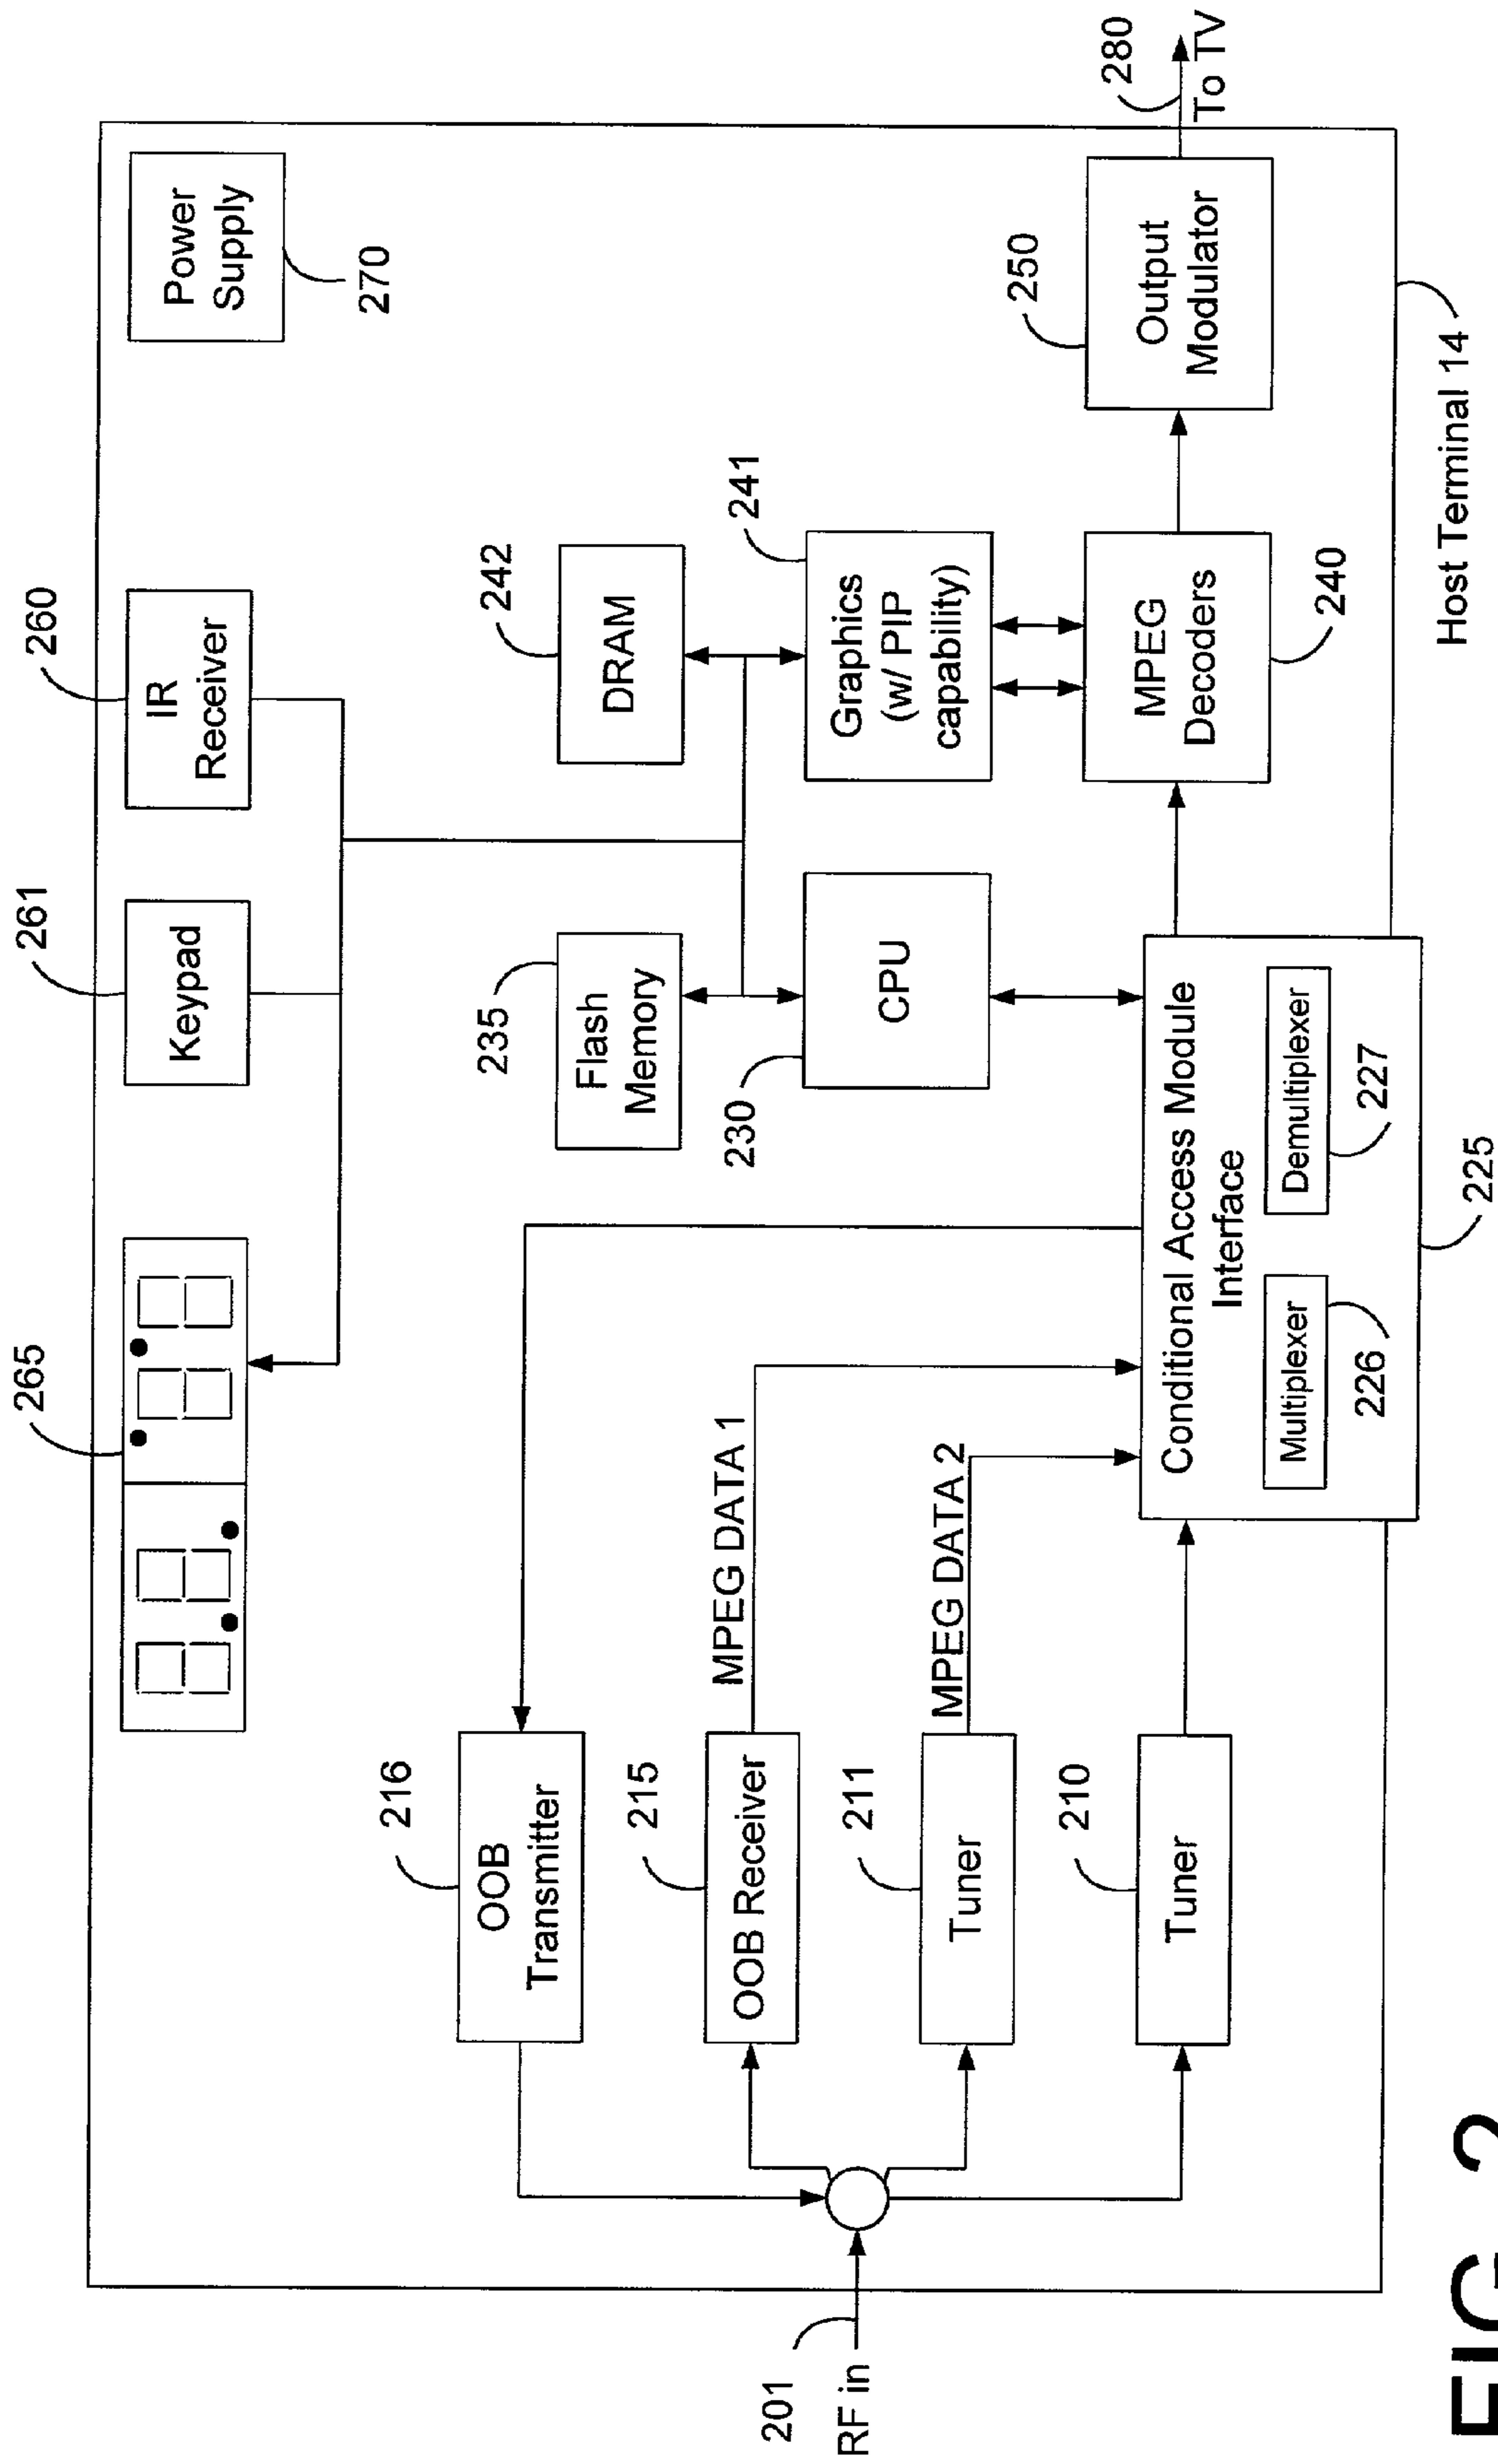 265
261
Keypad
260
IR
Receiver
Power
Supply
270
216
OOB
Transmitter
215
OOB Receiver
MPEG DATA 1
211
Tuner
MPEG DATA 2
210
Tuner
201
RF in
235
Flash
Memory
242
DRAM
230
CPU
241
Graphics
(w/ PIP
capability)
Conditional Access Module
Interface
Multiplexer
226
Demultiplexer
227
225
MPEG
Decoders
240
250
Output
Modulator
280
To TV
Host Terminal 14
FIG. 2